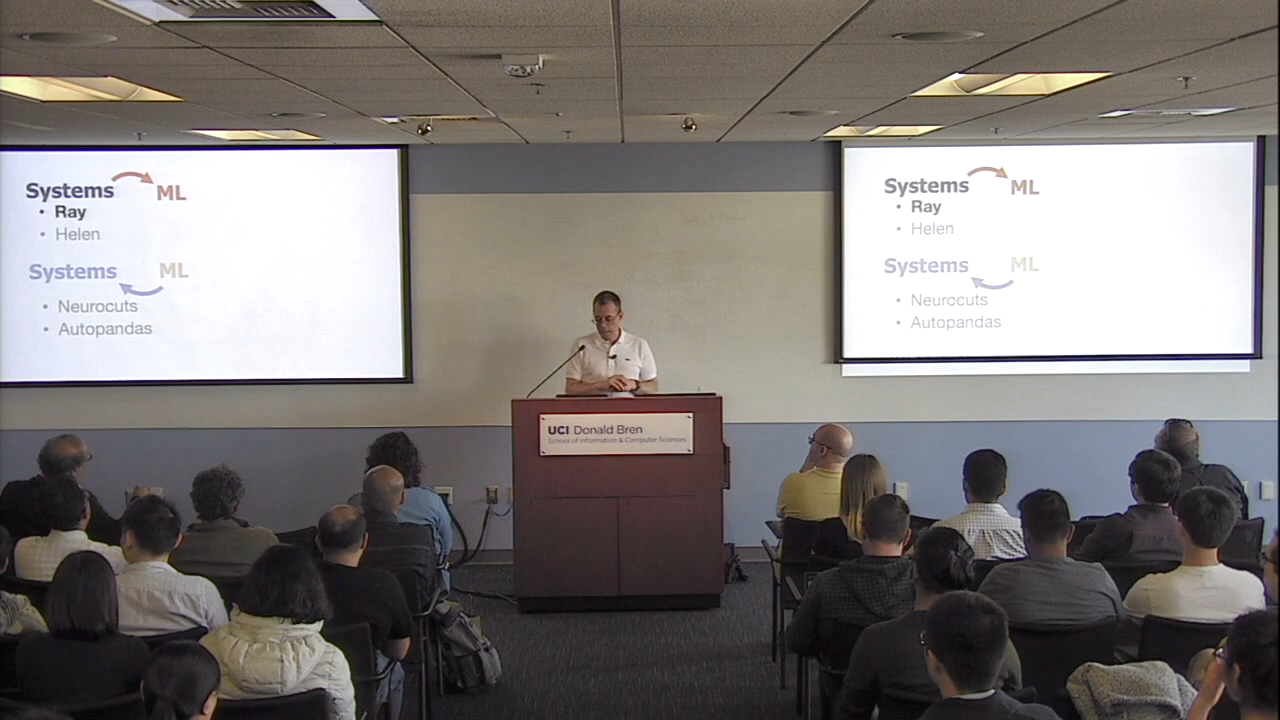 Systems ML
• Ray
• Helen
Systems ML
• Neurocuts
• Autopandas
Systems ML
• Ray
• Helen
Systems ML
• Neurocuts
• Autopandas
UCI Donald Bren
School of Information & Computer Sciences